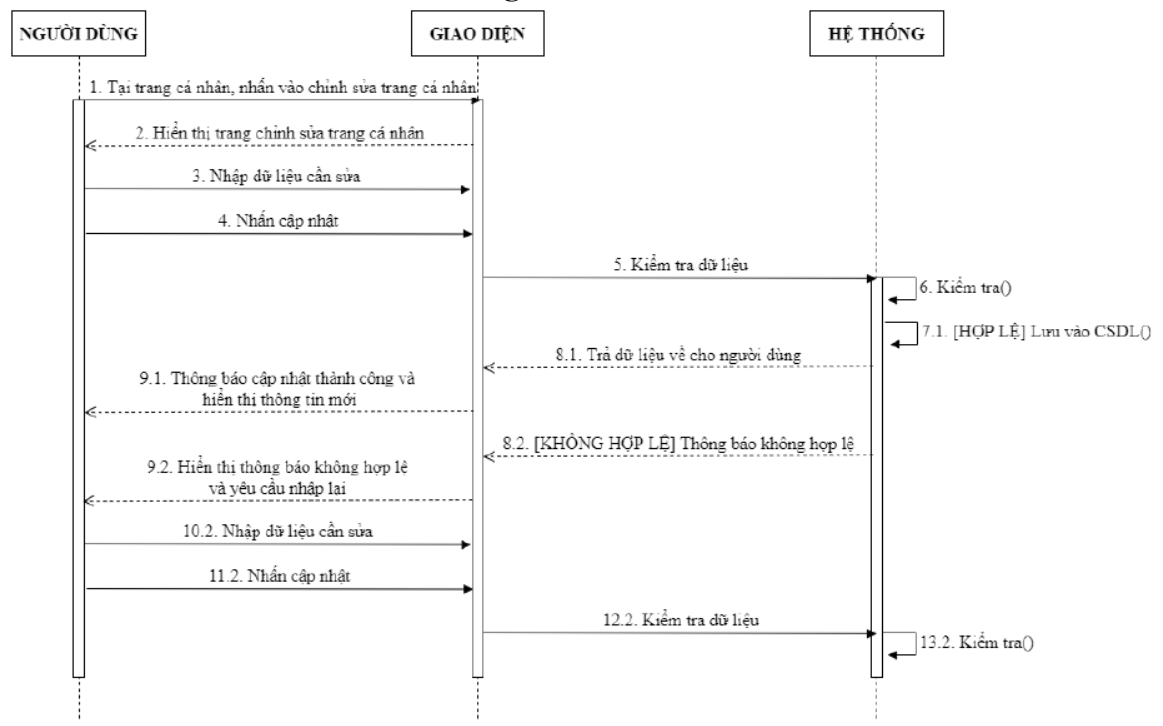 NGƯỜI DÙNG
GIAO DIỆN
HỆ THỐNG
1. Tại trang cá nhân, nhấn vào chỉnh sửa trang cá nhân
2. Hiển thị trang chỉnh sửa trang cá nhân
3. Nhập dữ liệu cần sửa
4. Nhấn cập nhật
5. Kiểm tra dữ liệu
6. Kiểm tra()
7.1. [HỢP LỆ] Lưu vào CSDL()
8.1. Trả dữ liệu về cho người dùng
9.1. Thông báo cập nhật thành công và
hiển thị thông tin mới
8.2. [KHÔNG HỢP LỆ] Thông báo không hợp lệ
9.2. Hiển thị thông báo không hợp lệ
và yêu cầu nhập lại
10.2. Nhập dữ liệu cần sửa
11.2. Nhấn cập nhật
12.2. Kiểm tra dữ liệu
13.2. Kiểm tra()